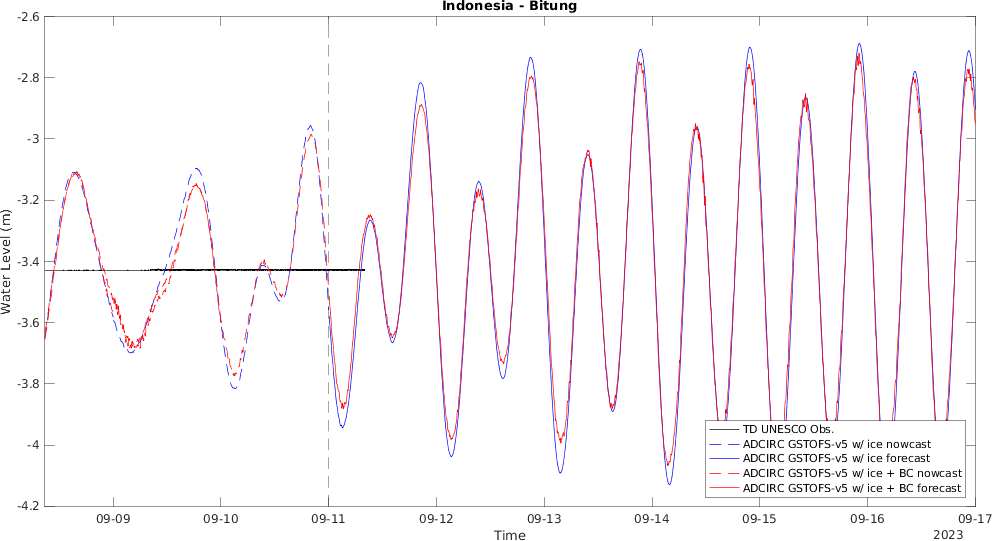 Indonesia - Bitung
-2.6
-2.8
-3
-3.2
-3.4
-3.6
-3.8
-4
-4.2
Water Level (m)
TD UNESCO Obs.
ADCIRC GSTOFS-v5 w/ ice nowcast
ADCIRC GSTOFS-v5 w/ ice forecast
ADCIRC GSTOFS-v5 w/ ice + BC nowcast
ADCIRC GSTOFS-v5 w/ ice + BC forecast
09-09 09-10 09-11 09-12 09-13 09-14 09-15 09-16 09-17
Time
2023